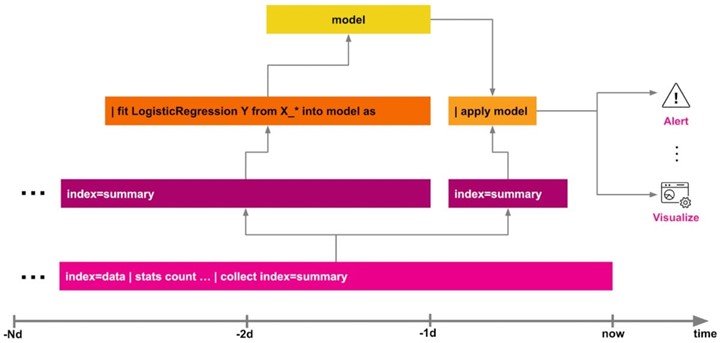 model
| fit LogisticRegression Y from X_* into model as
| apply model
Alert
index=summary
index=summary
Visualize
index=data | stats count ... | collect index=summary
-Nd
-2d
-1d
now
time